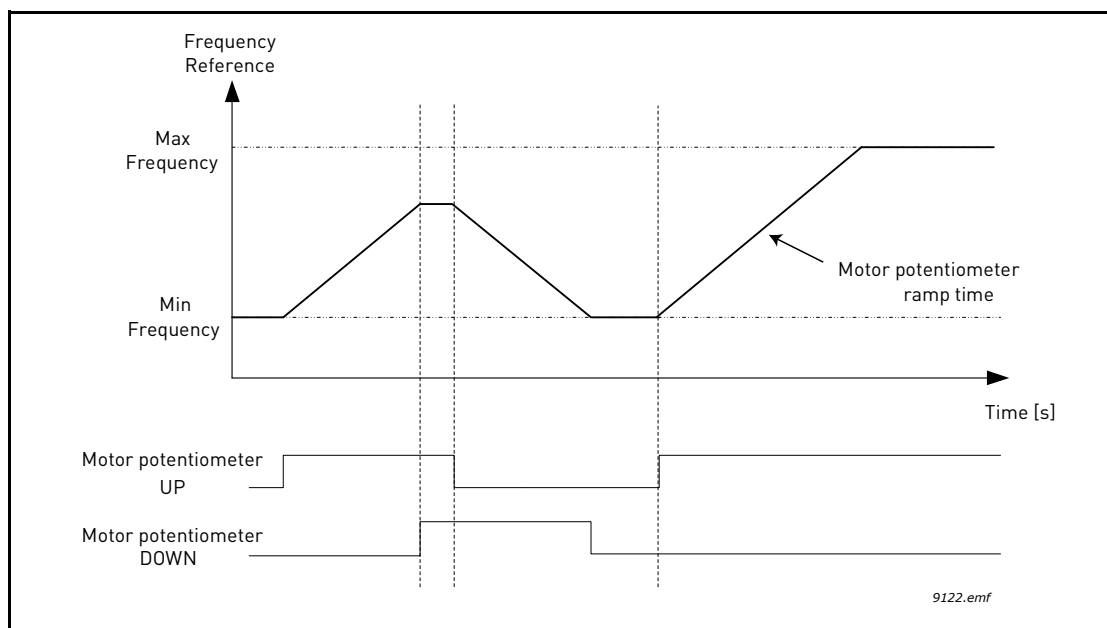 Frequency
Reference
Max
Frequency
Motor potentiometer
ramp time
Min
Frequency
Time [s]
Motor potentiometer
UP
Motor potentiometer
DOWN
9122.emf